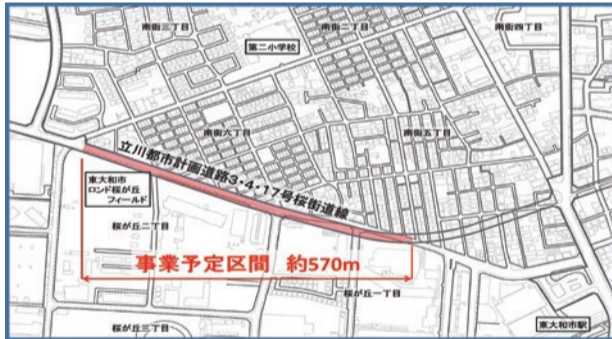 南街三丁目
南街二丁目
南街四丁目
第二小学校
南街六丁目
南街五丁目
立川都市計画道路3・4・17号桜街道線
東大和市
ロンド桜が丘
フィールド
桜が丘二丁目
事業予定区間 約570m
桜が丘一丁目
桜が丘三丁目
東大和市駅